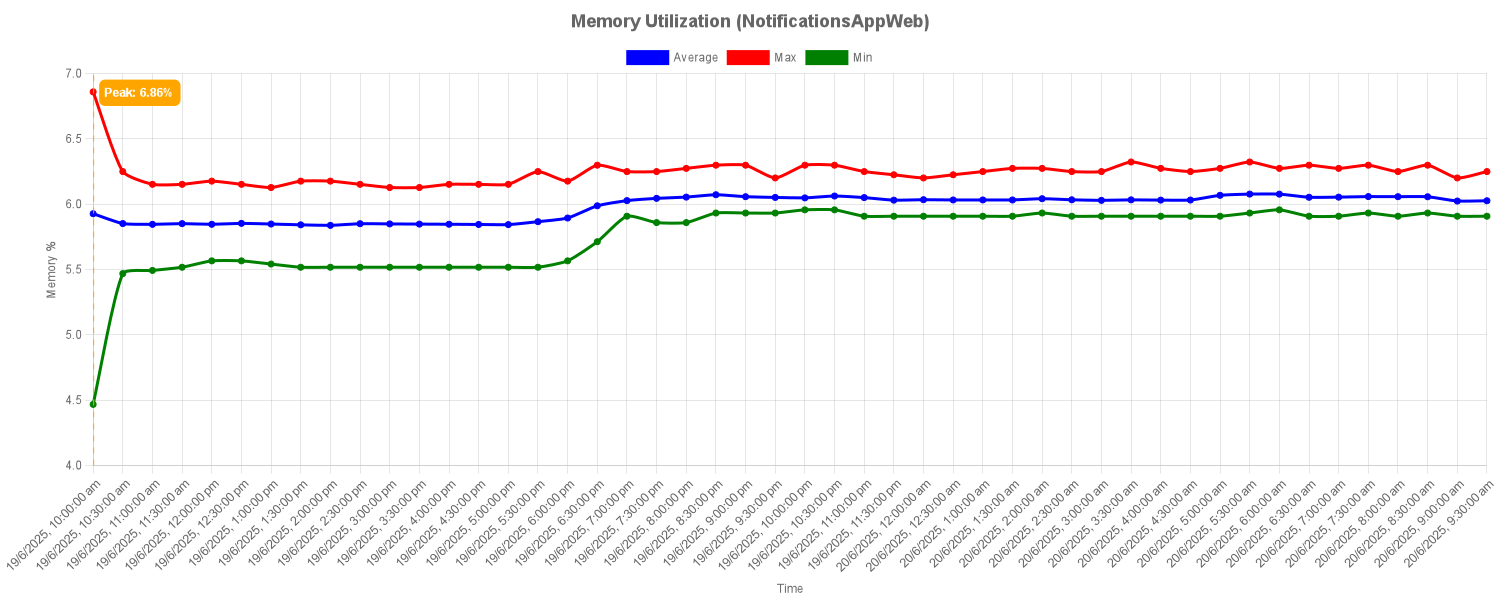 Memory Utilization (NotificationsAppWeb)
Average Max Min
7.0
Peak: 6.86%
6.5
6.0
5.5
5.0
4.5
4.0
Memory %
19/6/2025, 10:00:00 am
19/6/2025, 10:30:00 am
19/6/2025, 11:00:00 am
19/6/2025, 11:30:00 am
19/6/2025, 12:00:00 pm
19/6/2025, 12:30:00 pm
19/6/2025, 1:00:00 pm
19/6/2025, 1:30:00 pm
19/6/2025, 2:00:00 pm
19/6/2025, 2:30:00 pm
19/6/2025, 3:00:00 pm
19/6/2025, 3:30:00 pm
19/6/2025, 4:00:00 pm
19/6/2025, 4:30:00 pm
19/6/2025, 5:00:00 pm
19/6/2025, 5:30:00 pm
19/6/2025, 6:00:00 pm
19/6/2025, 6:30:00 pm
19/6/2025, 7:00:00 pm
19/6/2025, 7:30:00 pm
19/6/2025, 8:00:00 pm
19/6/2025, 8:30:00 pm
19/6/2025, 9:00:00 pm
19/6/2025, 9:30:00 pm
19/6/2025, 10:00:00 pm
19/6/2025, 10:30:00 pm
19/6/2025, 11:00:00 pm
19/6/2025, 11:30:00 pm
20/6/2025, 12:00:00 am
20/6/2025, 12:30:00 am
20/6/2025, 1:00:00 am
20/6/2025, 1:30:00 am
20/6/2025, 2:00:00 am
20/6/2025, 2:30:00 am
20/6/2025, 3:00:00 am
20/6/2025, 3:30:00 am
20/6/2025, 4:00:00 am
20/6/2025, 4:30:00 am
20/6/2025, 5:00:00 am
20/6/2025, 5:30:00 am
20/6/2025, 6:00:00 am
20/6/2025, 6:30:00 am
20/6/2025, 7:00:00 am
20/6/2025, 7:30:00 am
20/6/2025, 8:00:00 am
20/6/2025, 8:30:00 am
20/6/2025, 9:00:00 am
20/6/2025, 9:30:00 am
Time